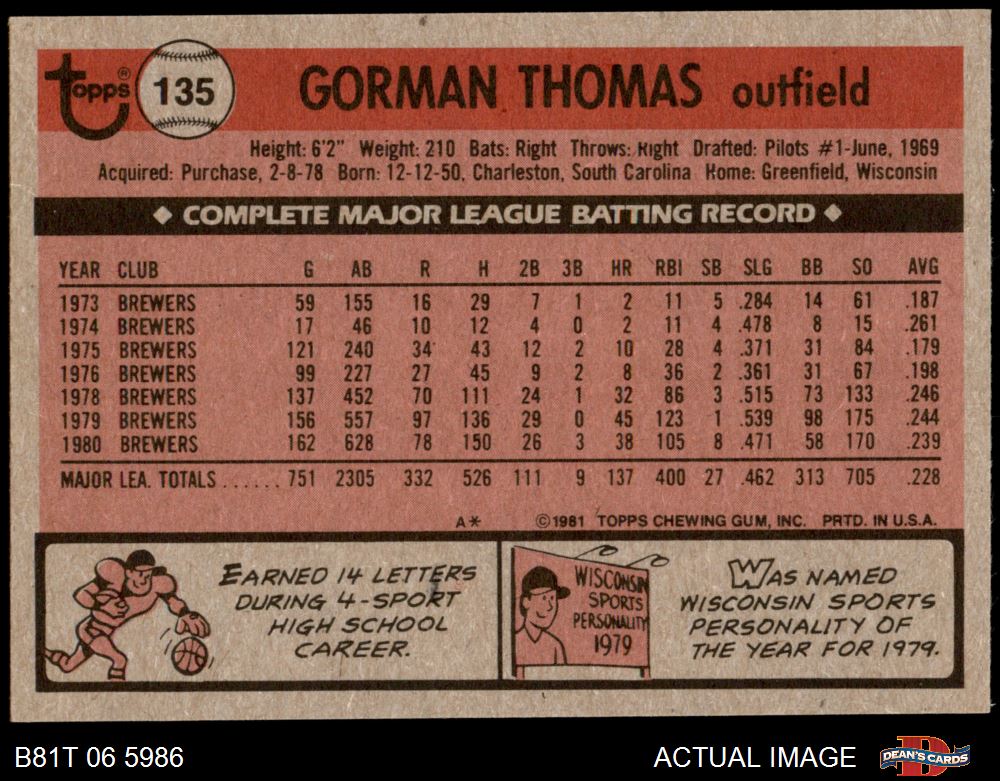 topps® 135 GORMAN THOMAS outfield
Height: 6'2" Weight: 210 Bats: Right Throws: Right Drafted: Pilots #1-June, 1969
Acquired: Purchase, 2-8-78 Born: 12-12-50, Charleston, South Carolina Home: Greenfield, Wisconsin
◆ COMPLETE MAJOR LEAGUE BATTING RECORD ◆
YEAR CLUB G AB R H 2B 3B HR RBI SB SLG BB SO AVG
1973 BREWERS 59 155 16 29 7 1 2 11 5 .284 14 61 .187
1974 BREWERS 17 46 10 12 4 0 2 11 4 .478 8 15 .261
1975 BREWERS 121 240 34 43 12 2 10 28 4 .371 31 84 .179
1976 BREWERS 99 227 27 45 9 2 8 36 2 .361 31 67 .198
1978 BREWERS 137 452 70 111 24 1 32 86 3 .515 73 133 .246
1979 BREWERS 156 557 97 136 29 0 45 123 1 .539 98 175 .244
1980 BREWERS 162 628 78 150 26 3 38 105 8 .471 58 170 .239
MAJOR LEA. TOTALS ...... 751 2305 332 526 111 9 137 400 27 .462 313 705 .228
A* ©1981 TOPPS CHEWING GUM, INC. PRTD. IN U.S.A.
EARNED 14 LETTERS
DURING 4-SPORT
HIGH SCHOOL
CAREER.
WISCONSIN
SPORTS
PERSONALITY
1979
WAS NAMED
WISCONSIN SPORTS
PERSONALITY OF
THE YEAR FOR 1979.
B81T 06 5986 ACTUAL IMAGE DEAN'S CARDS